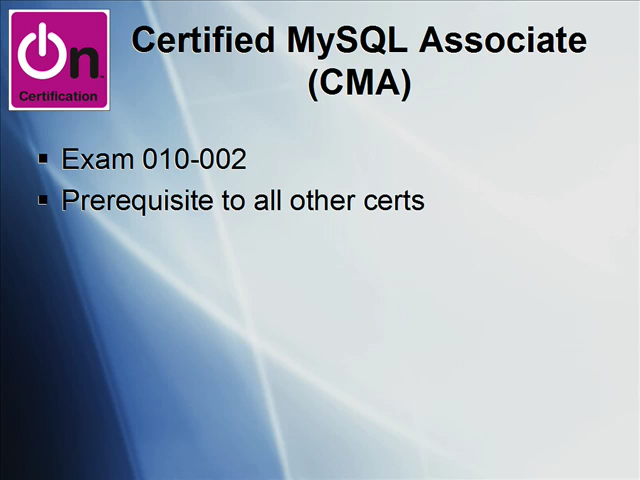 On
Certification
Certified MySQL Associate
(CMA)
Exam 010-002
Prerequisite to all other certs